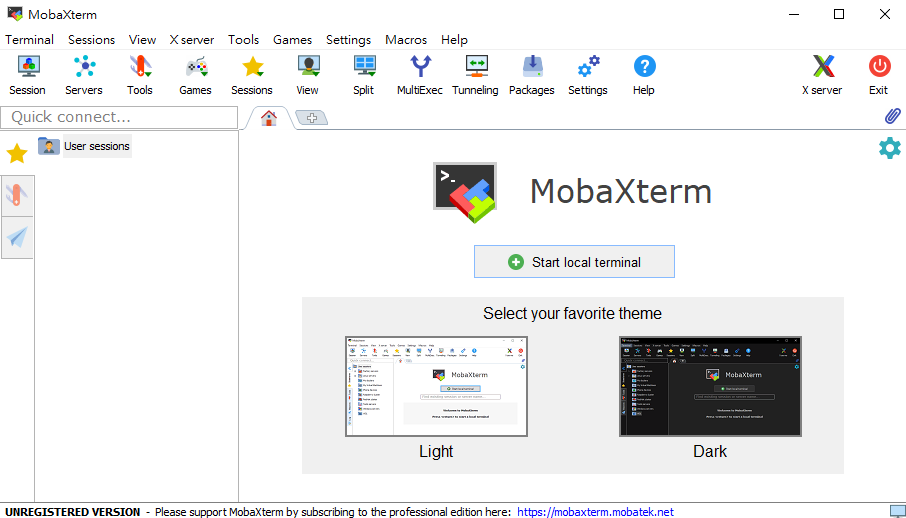 MobaXterm
Terminal Sessions View X server Tools Games Settings Macros Help
Session Servers Tools Games Sessions View Split MultiExec Tunneling Packages Settings Help X server Exit
Quick connect...
User sessions
>_
MobaXterm
Start local terminal
Select your favorite theme
MobaXterm
MobaXterm
Light Dark
UNREGISTERED VERSION - Please support MobaXterm by subscribing to the professional edition here: https://mobaxterm.mobatek.net